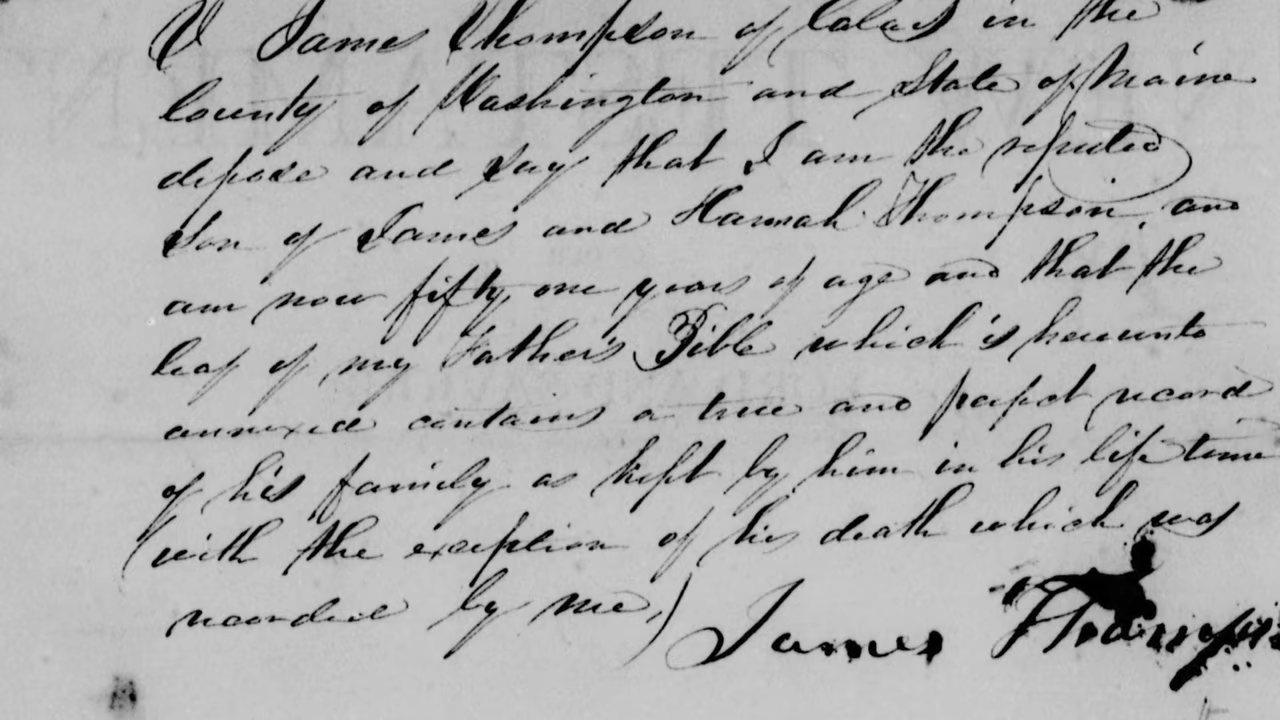 I James Thompson of Calais in the
County of Washington and State of Maine
depose and say that I am the reputed
Son of James and Hannah Thompson and
am now fifty one years of age and that the
leaf of my Father's Bible which is hereunto
annexed contains a true and perfect record
of his family as kept by him in his life time
(with the exception of his death which was
recorded by me,)
James Thompson